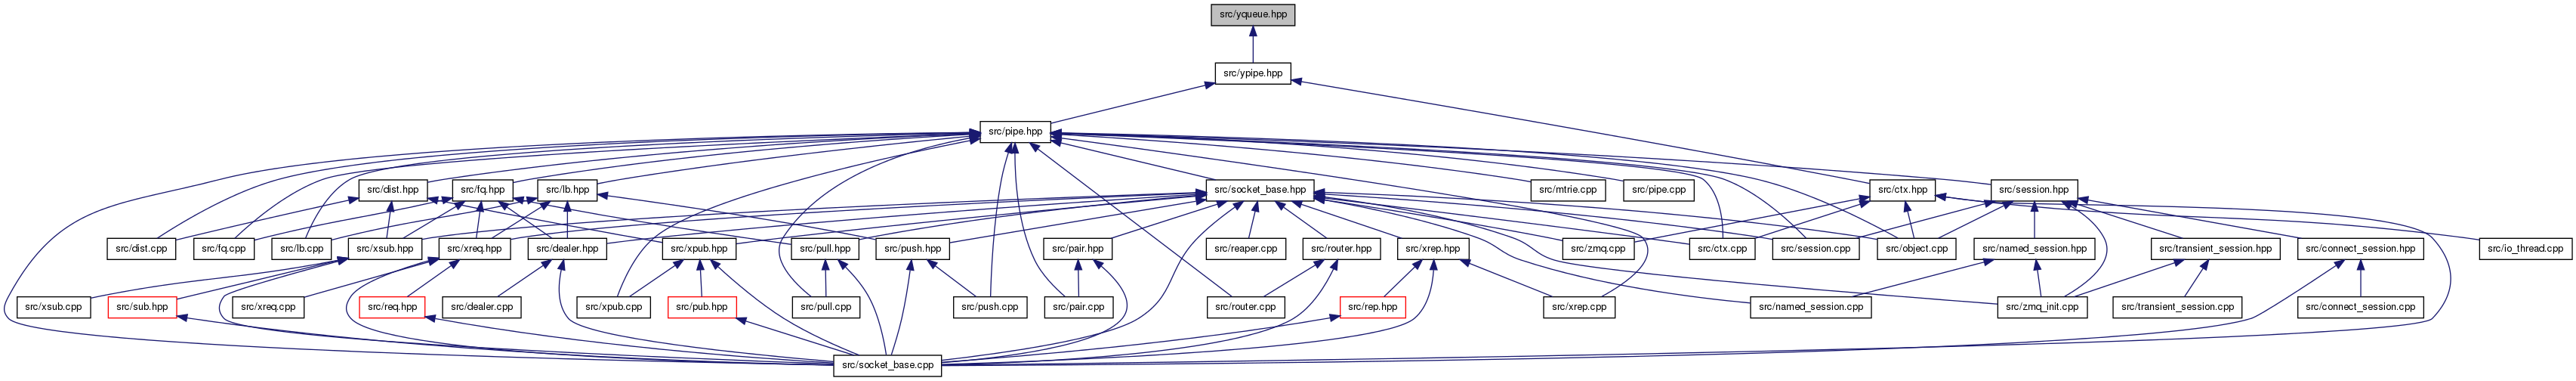 src/yqueue.hpp
src/ypipe.hpp
src/pipe.hpp
src/dist.hpp
src/fq.hpp
src/lb.hpp
src/socket_base.hpp
src/mtrie.cpp
src/pipe.cpp
src/ctx.hpp
src/session.hpp
src/dist.cpp
src/fq.cpp
src/lb.cpp
src/xsub.hpp
src/xreq.hpp
src/dealer.hpp
src/xpub.hpp
src/pull.hpp
src/push.hpp
src/pair.hpp
src/reaper.cpp
src/router.hpp
src/xrep.hpp
src/zmq.cpp
src/ctx.cpp
src/session.cpp
src/object.cpp
src/named_session.hpp
src/transient_session.hpp
src/connect_session.hpp
src/io_thread.cpp
src/xsub.cpp
src/sub.hpp
src/xreq.cpp
src/req.hpp
src/dealer.cpp
src/xpub.cpp
src/pub.hpp
src/pull.cpp
src/push.cpp
src/pair.cpp
src/router.cpp
src/rep.hpp
src/xrep.cpp
src/named_session.cpp
src/zmq_init.cpp
src/transient_session.cpp
src/connect_session.cpp
src/socket_base.cpp